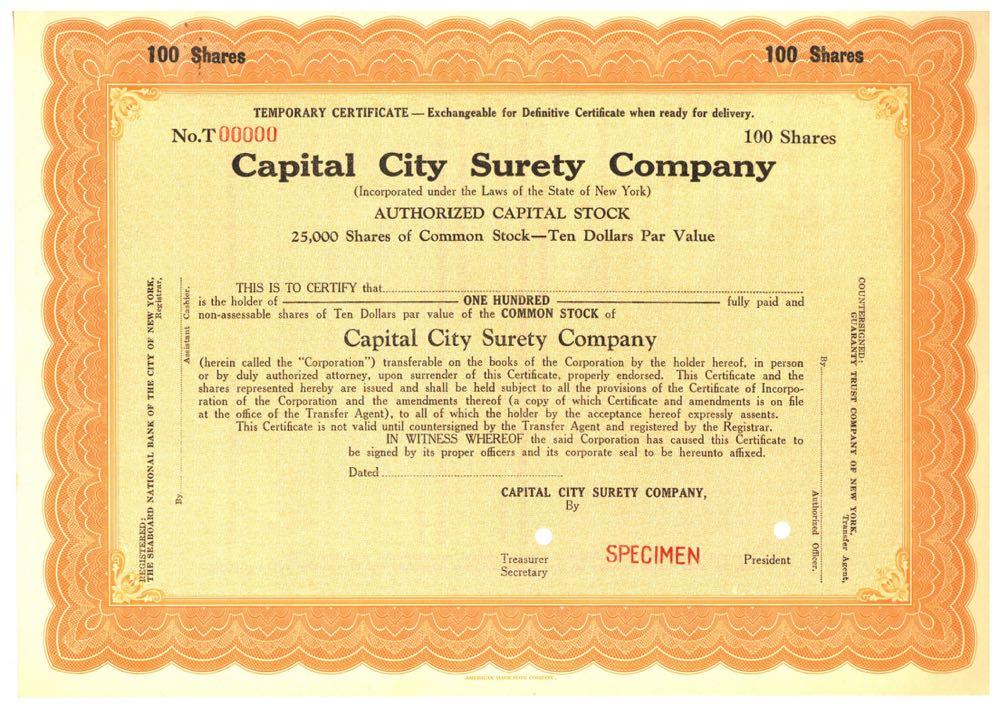 100 Shares 100 Shares
TEMPORARY CERTIFICATE — Exchangeable for Definitive Certificate when ready for delivery.
No.T 00000 100 Shares
Capital City Surety Company
(Incorporated under the Laws of the State of New York)
AUTHORIZED CAPITAL STOCK
25,000 Shares of Common Stock—Ten Dollars Par Value
THIS IS TO CERTIFY that
is the holder of ONE HUNDRED fully paid and
non-assessable shares of Ten Dollars par value of the COMMON STOCK of
Capital City Surety Company
(herein called the "Corporation") transferable on the books of the Corporation by the holder hereof, in person
or by duly authorized attorney, upon surrender of this Certificate, properly endorsed. This Certificate and the
shares represented hereby are issued and shall be held subject to all the provisions of the Certificate of Incorpo-
ration of the Corporation and the amendments thereof (a copy of which Certificate and amendments is on file
at the office of the Transfer Agent), to all of which the holder by the acceptance hereof expressly assents.
This Certificate is not valid until countersigned by the Transfer Agent and registered by the Registrar.
IN WITNESS WHEREOF the said Corporation has caused this Certificate to
be signed by its proper officers and its corporate seal to be hereunto affixed.
Dated
CAPITAL CITY SURETY COMPANY,
By
Treasurer SPECIMEN President
Secretary
REGISTERED:
THE SEABOARD NATIONAL BANK OF THE CITY OF NEW YORK,
Registrar,
By Assistant Cashier.
COUNTERSIGNED:
GUARANTY TRUST COMPANY OF NEW YORK,
Transfer Agent,
By Authorized Officer.
AMERICAN BANK NOTE COMPANY.